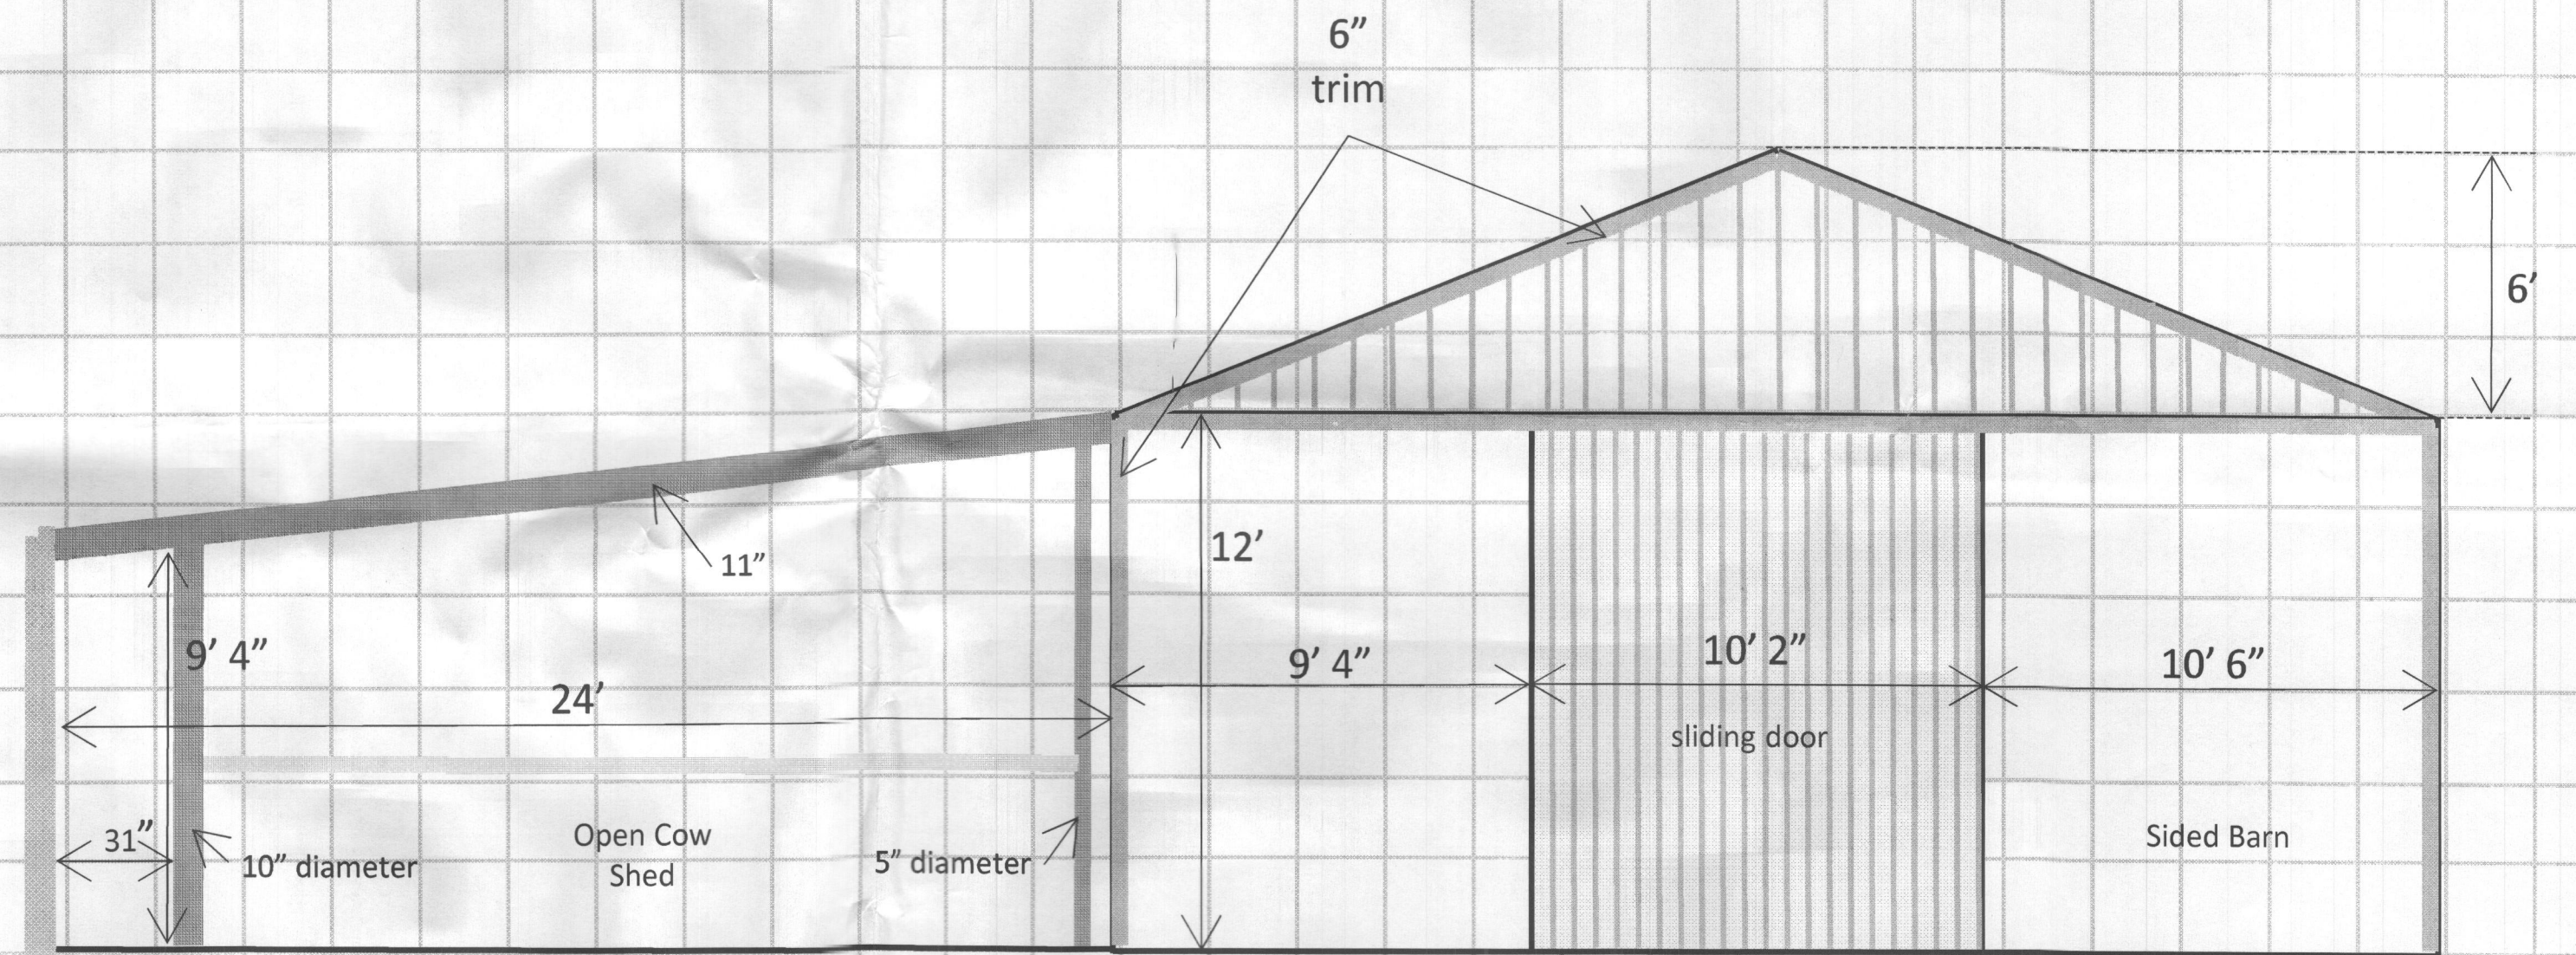 6”
trim
6’
11”
12’
9’ 4”
24’
9’ 4”
10’ 2”
10’ 6”
sliding door
31”
10” diameter
Open Cow
Shed
5” diameter
Sided Barn